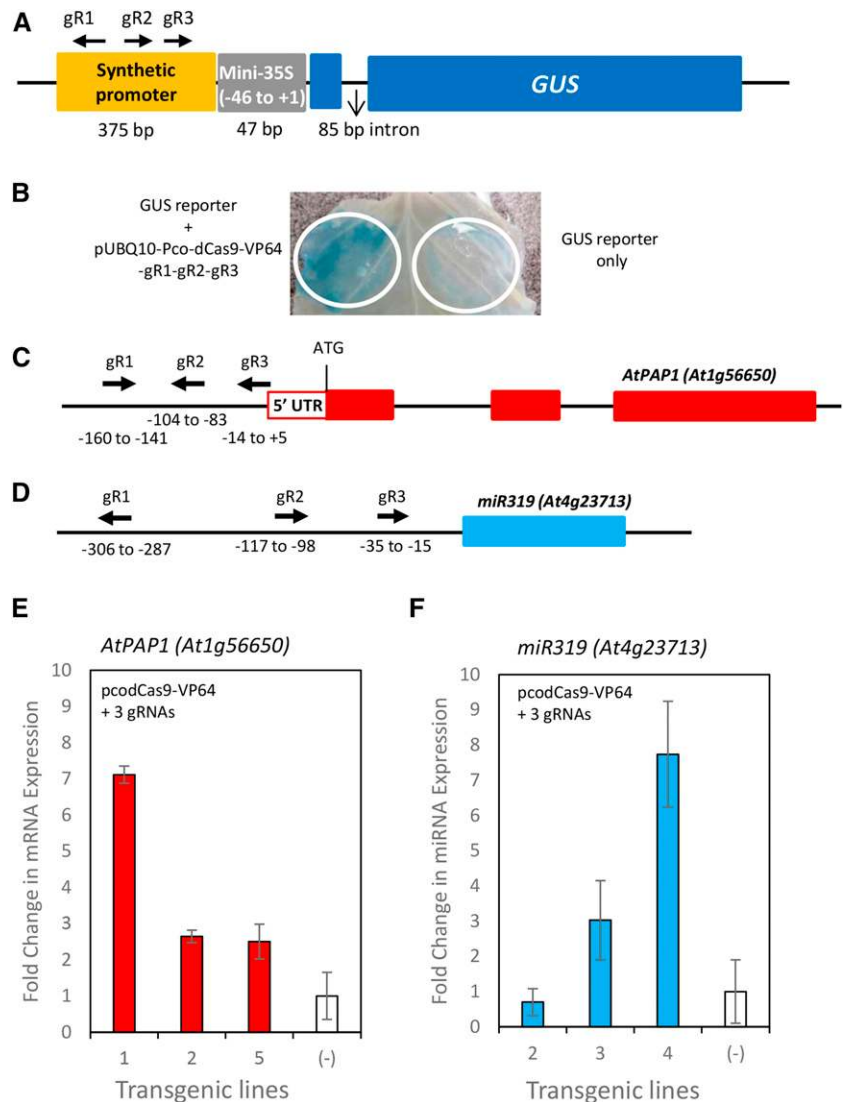 A
gR1 gR2 gR3
Synthetic promoter
Mini-35S (-46 to +1)
GUS
375 bp
47 bp
85 bp intron
B
GUS reporter
+
pUBQ10-Pco-dCas9-VP64
-gR1-gR2-gR3
GUS reporter
only
C
gR1
gR2
gR3
ATG
AtPAP1 (At1g56650)
5' UTR
-160 to -141
-104 to -83
-14 to +5
D
gR1
gR2
gR3
miR319 (At4g23713)
-306 to -287
-117 to -98
-35 to -15
E
AtPAP1 (At1g56650)
pcodCas9-VP64
+ 3 gRNAs
Fold Change in mRNA Expression
10
9
8
7
6
5
4
3
2
1
0
1 2 5 (-)
Transgenic lines
F
miR319 (At4g23713)
pcodCas9-VP64
+ 3 gRNAs
Fold Change in miRNA Expression
10
9
8
7
6
5
4
3
2
1
0
2 3 4 (-)
Transgenic lines